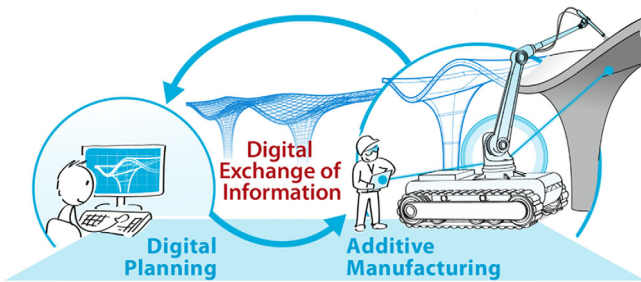 Digital
Exchange of
Information
Digital
Planning
Additive
Manufacturing